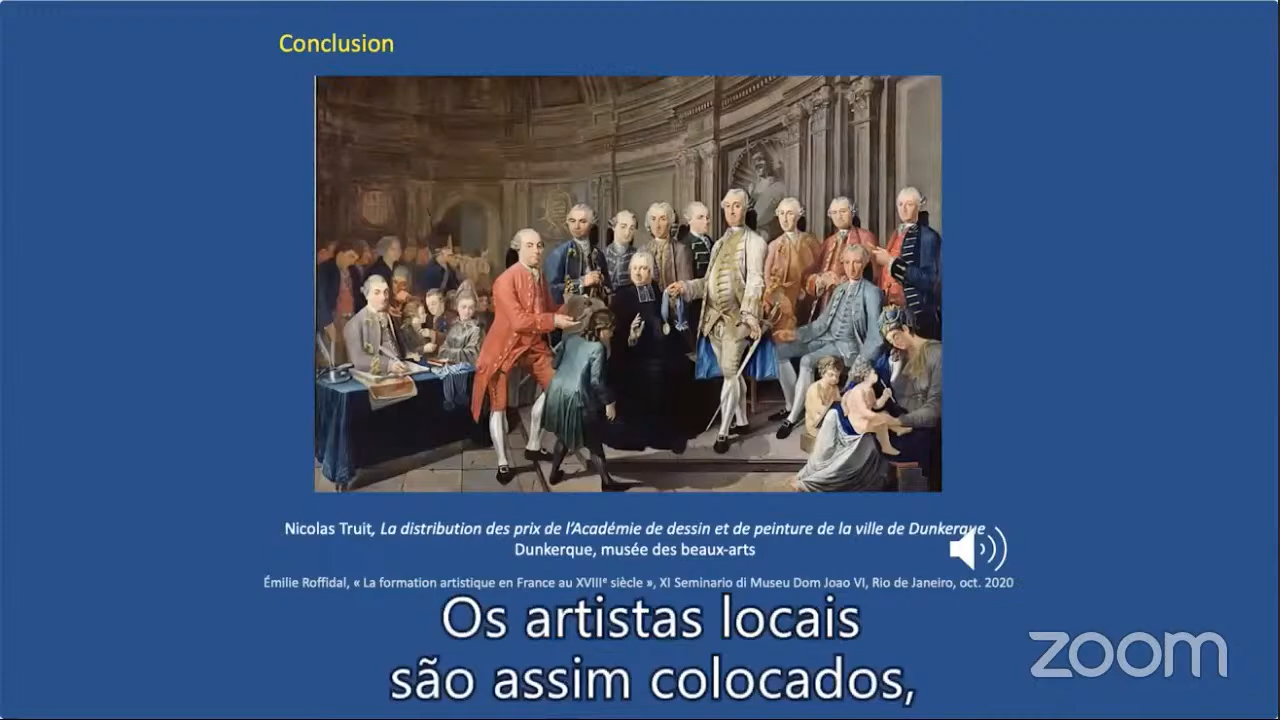 Conclusion
Nicolas Truit, La distribution des prix de l'Académie de dessin et de peinture de la ville de Dunkerque
Dunkerque, musée des beaux-arts
Émilie Roffidal, « La formation artistique en France au XVIIIe siècle », XI Seminario di Museu Dom Joao VI, Rio de Janeiro, oct. 2020
Os artistas locais
são assim colocados,
zoom